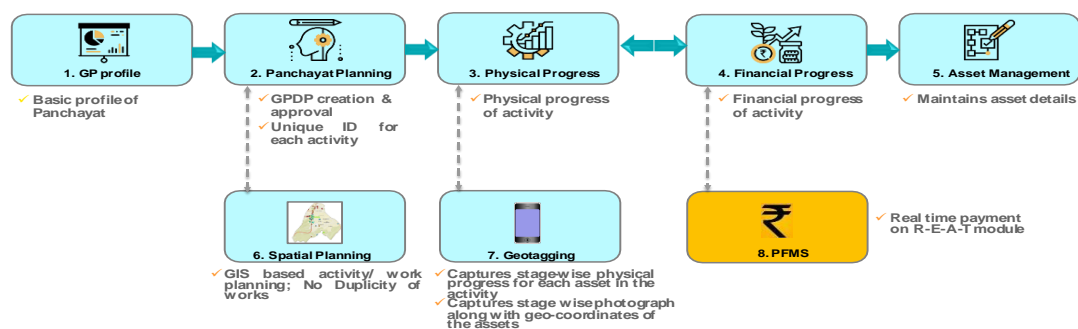 1. GP profile
Basic profile of
Panchayat
2. Panchayat Planning
GPDP creation &
approval
Unique ID for
each activity
3. Physical Progress
Physical progress
of activity
4. Financial Progress
Financial progress
of activity
5. Asset Management
Maintains asset details
6. Spatial Planning
GIS based activity/ work
planning; No Duplicity of
works
7. Geotagging
Captures stage-wise physical
progress for each asset in the
activity
Captures stage wise photograph
along with geo-coordinates of
the assets
₹
8. PFMS
Real time payment
on R-E-A-T module